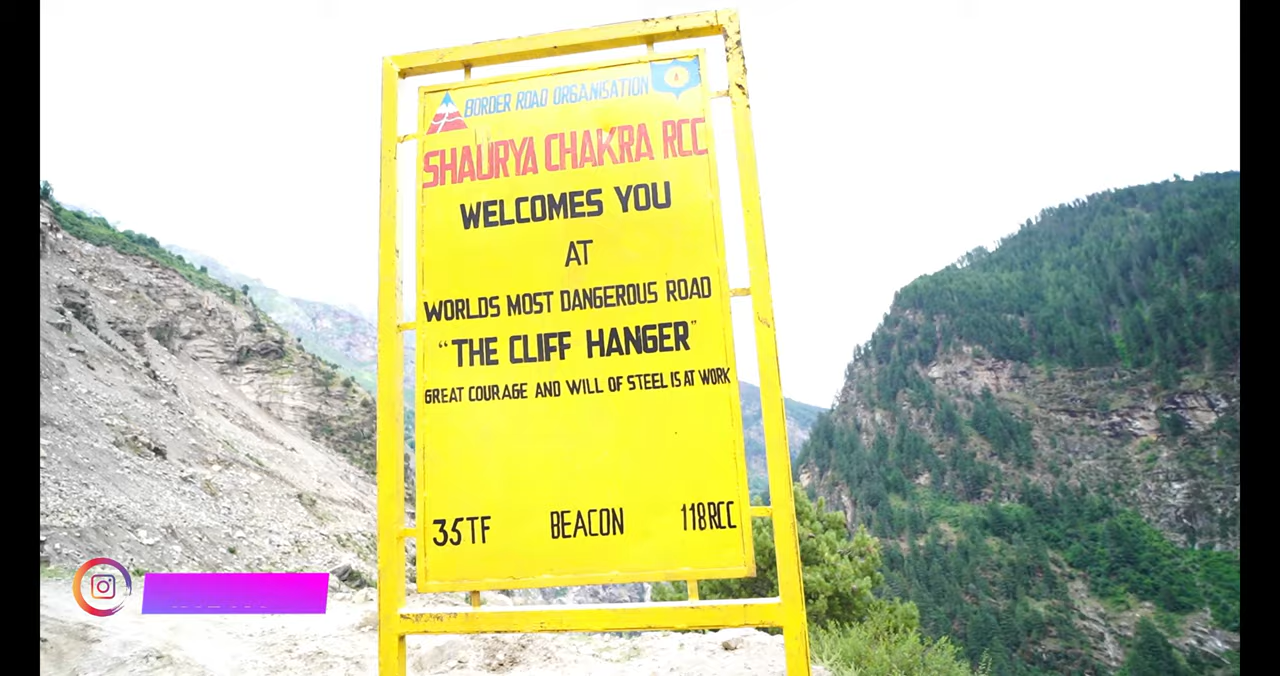 BORDER ROAD ORGANISATION
SHAURYA CHAKRA RCC
WELCOMES YOU
AT
WORLDS MOST DANGEROUS ROAD
"THE CLIFF HANGER"
GREAT COURAGE AND WILL OF STEEL IS AT WORK
35TF BEACON 118RCC